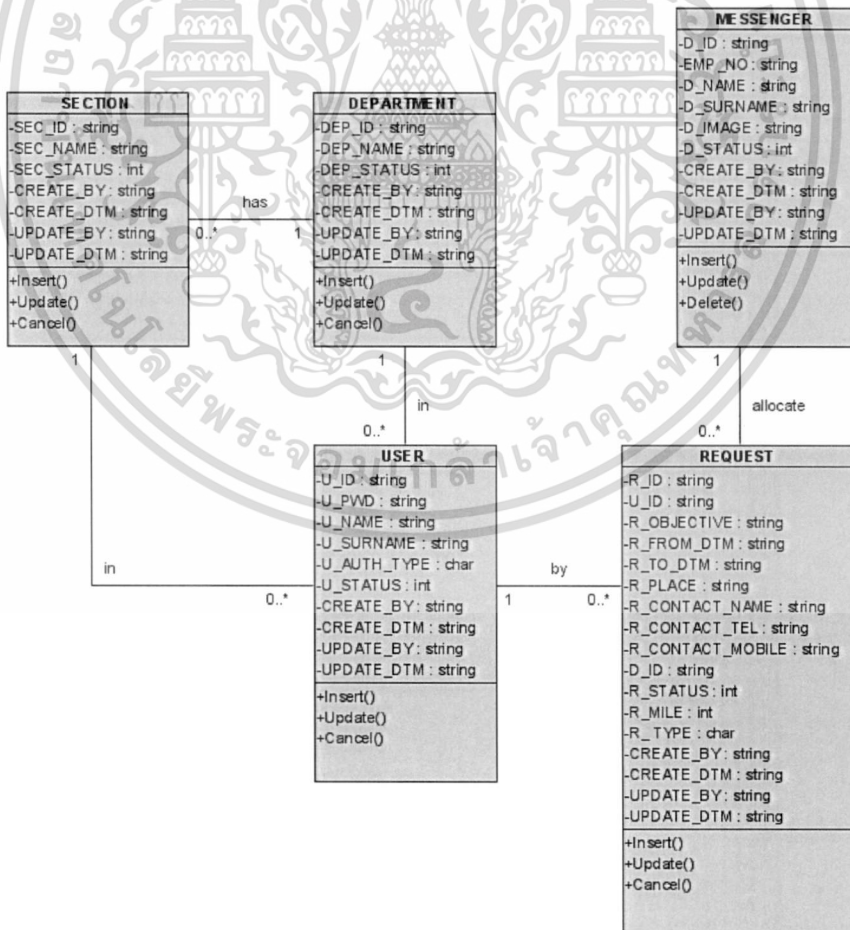 SECTION
-SEC_ID : string
-SEC_NAME : string
-SEC_STATUS : int
-CREATE_BY : string
-CREATE_DTM : string
-UPDATE_BY : string
-UPDATE_DTM : string
+Insert()
+Update()
+Cancel()
has
0..*
1
DEPARTMENT
-DEP_ID : string
-DEP_NAME : string
-DEP_STATUS : int
-CREATE_BY : string
-CREATE_DTM : string
-UPDATE_BY : string
-UPDATE_DTM : string
+Insert()
+Update()
+Cancel()
MESSENGER
-D_ID : string
-EMP_NO : string
-D_NAME : string
-D_SURNAME : string
-D_IMAGE : string
-D_STATUS : int
-CREATE_BY : string
-CREATE_DTM : string
-UPDATE_BY : string
-UPDATE_DTM : string
+Insert()
+Update()
+Delete()
1
in
0..*
1
in
0..*
1
allocate
0..*
USER
-U_ID : string
-U_PWD : string
-U_NAME : string
-U_SURNAME : string
-U_AUTH_TYPE : char
-U_STATUS : int
-CREATE_BY : string
-CREATE_DTM : string
-UPDATE_BY : string
-UPDATE_DTM : string
+Insert()
+Update()
+Cancel()
by
1
0..*
REQUEST
-R_ID : string
-U_ID : string
-R_OBJECTIVE : string
-R_FROM_DTM : string
-R_TO_DTM : string
-R_PLACE : string
-R_CONTACT_NAME : string
-R_CONTACT_TEL : string
-R_CONTACT_MOBILE : string
-D_ID : string
-R_STATUS : int
-R_MILE : int
-R_TYPE : char
-CREATE_BY : string
-CREATE_DTM : string
-UPDATE_BY : string
-UPDATE_DTM : string
+Insert()
+Update()
+Cancel()